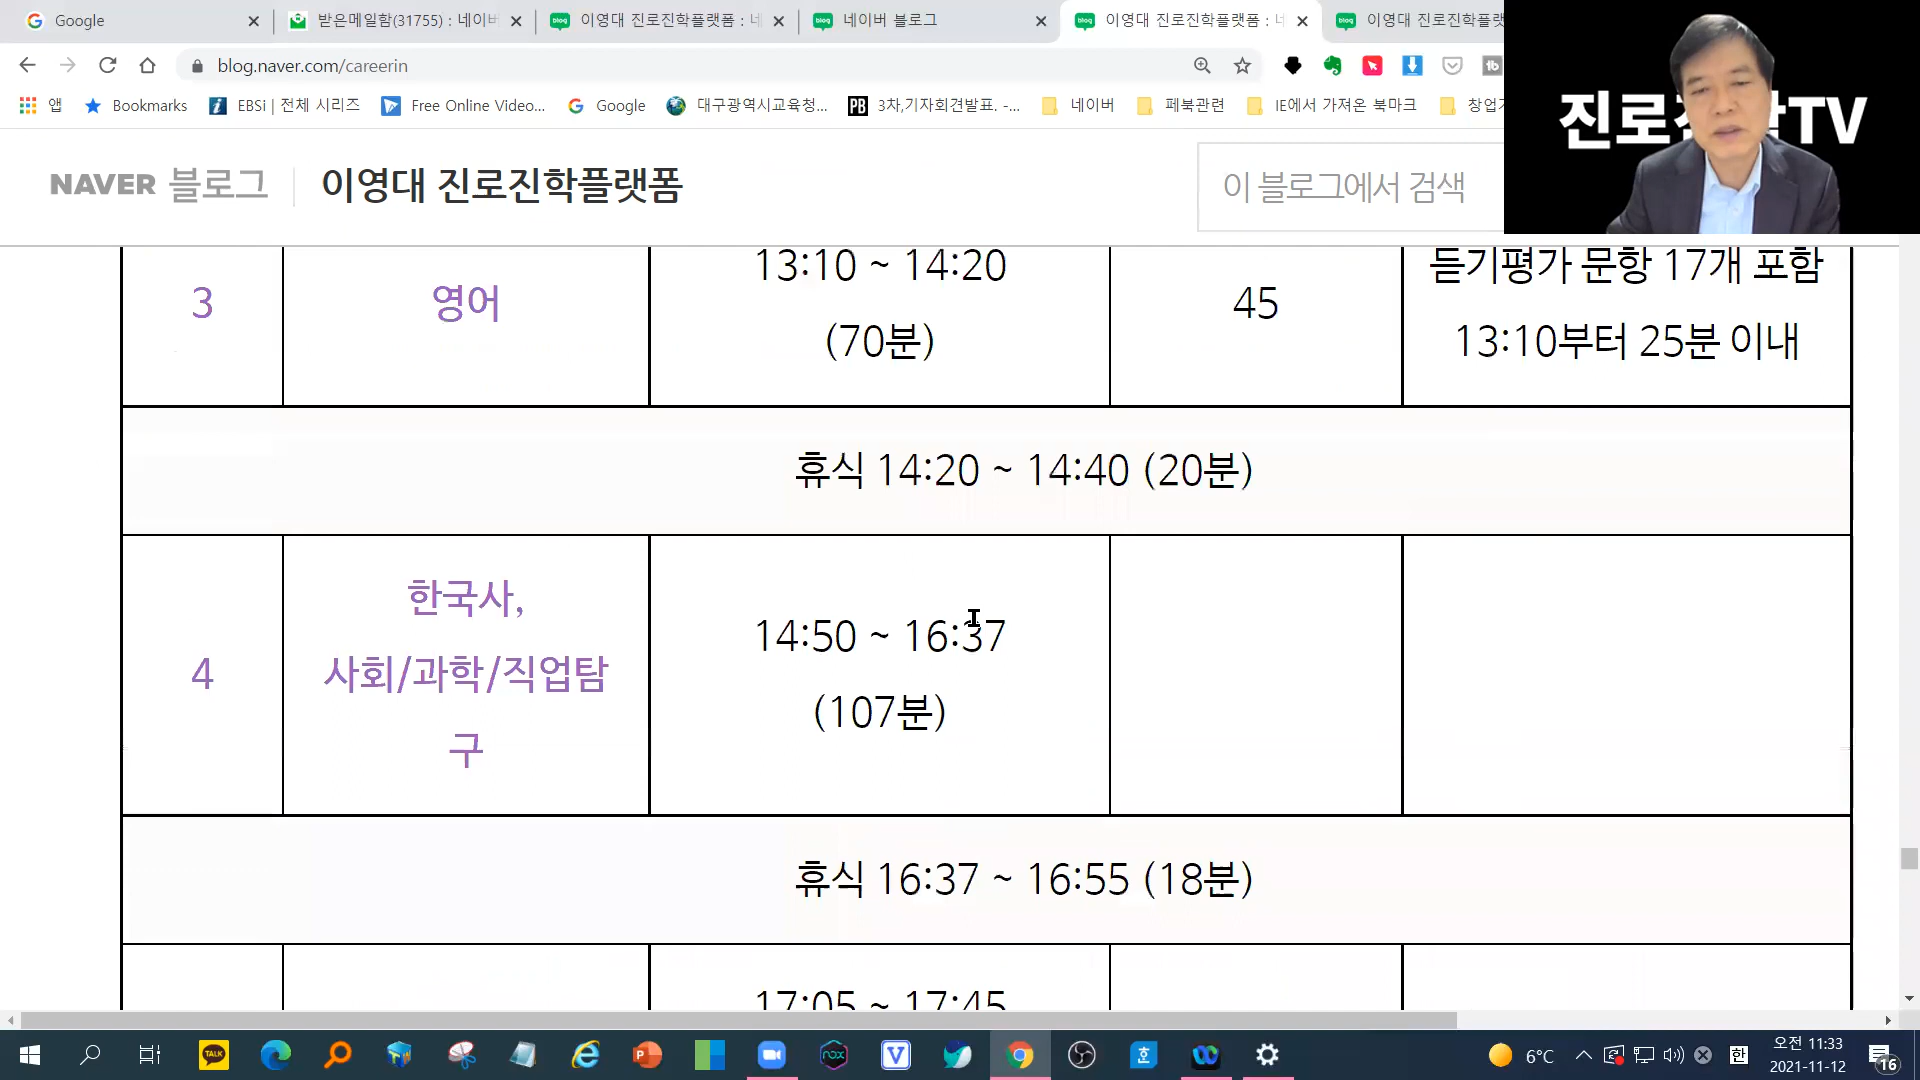 Google
받은메일함(31755) : 네이버
이영대 진로진학플랫폼 : 네
네이버 블로그
이영대 진로진학플랫폼 : 네
이영대 진로진학플랫
blog.naver.com/careerin
앱
Bookmarks
EBSi | 전체 시리즈
Free Online Video...
Google
대구광역시교육청...
3차,기자회견발표. -...
네이버
페북관련
IE에서 가져온 북마크
창업
TV
NAVER 블로그
이영대 진로진학플랫폼
이 블로그에서 검색
3
영어
13:10 ~ 14:20
(70분)
45
듣기평가 문항 17개 포함
13:10부터 25분 이내
휴식 14:20 ~ 14:40 (20분)
4
한국사,
사회/과학/직업탐
구
14:50 ~ 16:37
(107분)
휴식 16:37 ~ 16:55 (18분)
17:05 ~ 17:45
TALK
6°C
한
오전 11:33
2021-11-12
16